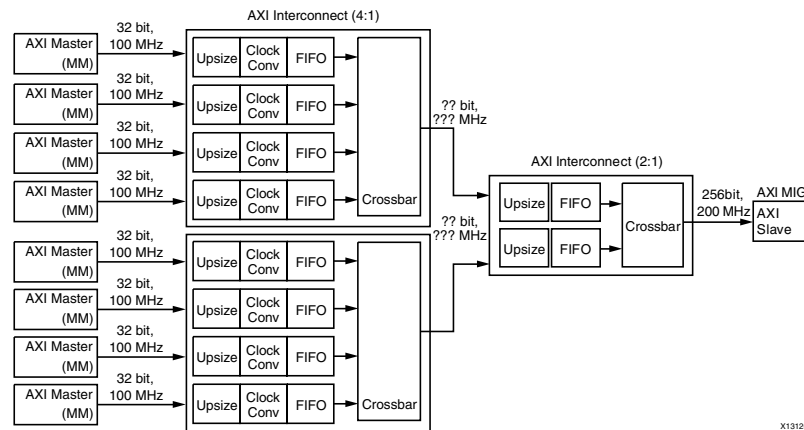 AXI Interconnect (4:1)
AXI Master
(MM)
32 bit,
100 MHz
Upsize
Clock
Conv
FIFO
AXI Master
(MM)
32 bit,
100 MHz
Upsize
Clock
Conv
FIFO
AXI Master
(MM)
32 bit,
100 MHz
Upsize
Clock
Conv
FIFO
AXI Master
(MM)
32 bit,
100 MHz
Upsize
Clock
Conv
FIFO
Crossbar
?? bit,
??? MHz
AXI Master
(MM)
32 bit,
100 MHz
Upsize
Clock
Conv
FIFO
AXI Master
(MM)
32 bit,
100 MHz
Upsize
Clock
Conv
FIFO
AXI Master
(MM)
32 bit,
100 MHz
Upsize
Clock
Conv
FIFO
AXI Master
(MM)
32 bit,
100 MHz
Upsize
Clock
Conv
FIFO
Crossbar
?? bit,
??? MHz
AXI Interconnect (2:1)
Upsize
FIFO
Upsize
FIFO
Crossbar
256bit,
200 MHz
AXI MIG
AXI
Slave
X1312